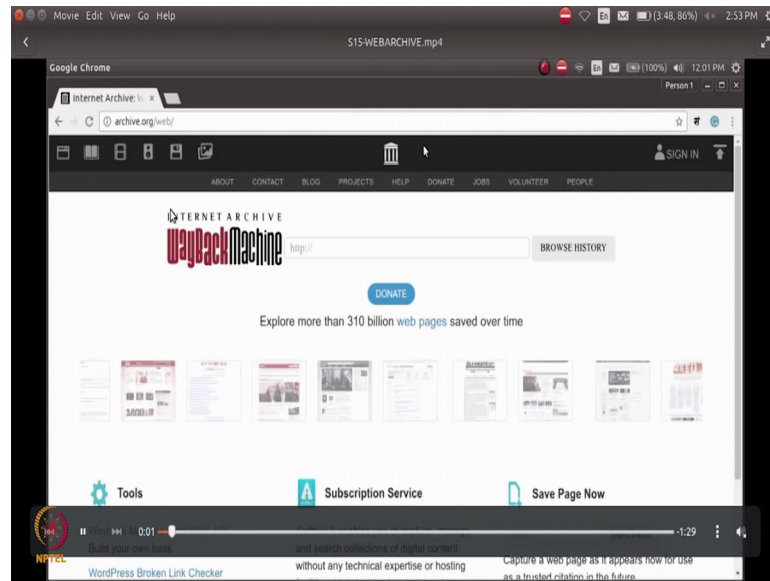 Movie Edit View Go Help
En (3:48, 86%) 2:53 PM
S15-WEBARCHIVE.mp4
Google Chrome
En (100%) 12:01 PM
Person 1
Internet Archive: W
archive.org/web/
SIGN IN
ABOUT CONTACT BLOG PROJECTS HELP DONATE JOBS VOLUNTEER PEOPLE
INTERNET ARCHIVE
WayBackMachine
http://
BROWSE HISTORY
DONATE
Explore more than 310 billion web pages saved over time
Tools Subscription Service Save Page Now
0:01 -1:29
NPTEL
Build your own tools.
and search collections of digital content
without any technical expertise or hosting
Capture a web page as it appears now for use
as a trusted citation in the future.
WordPress Broken Link Checker